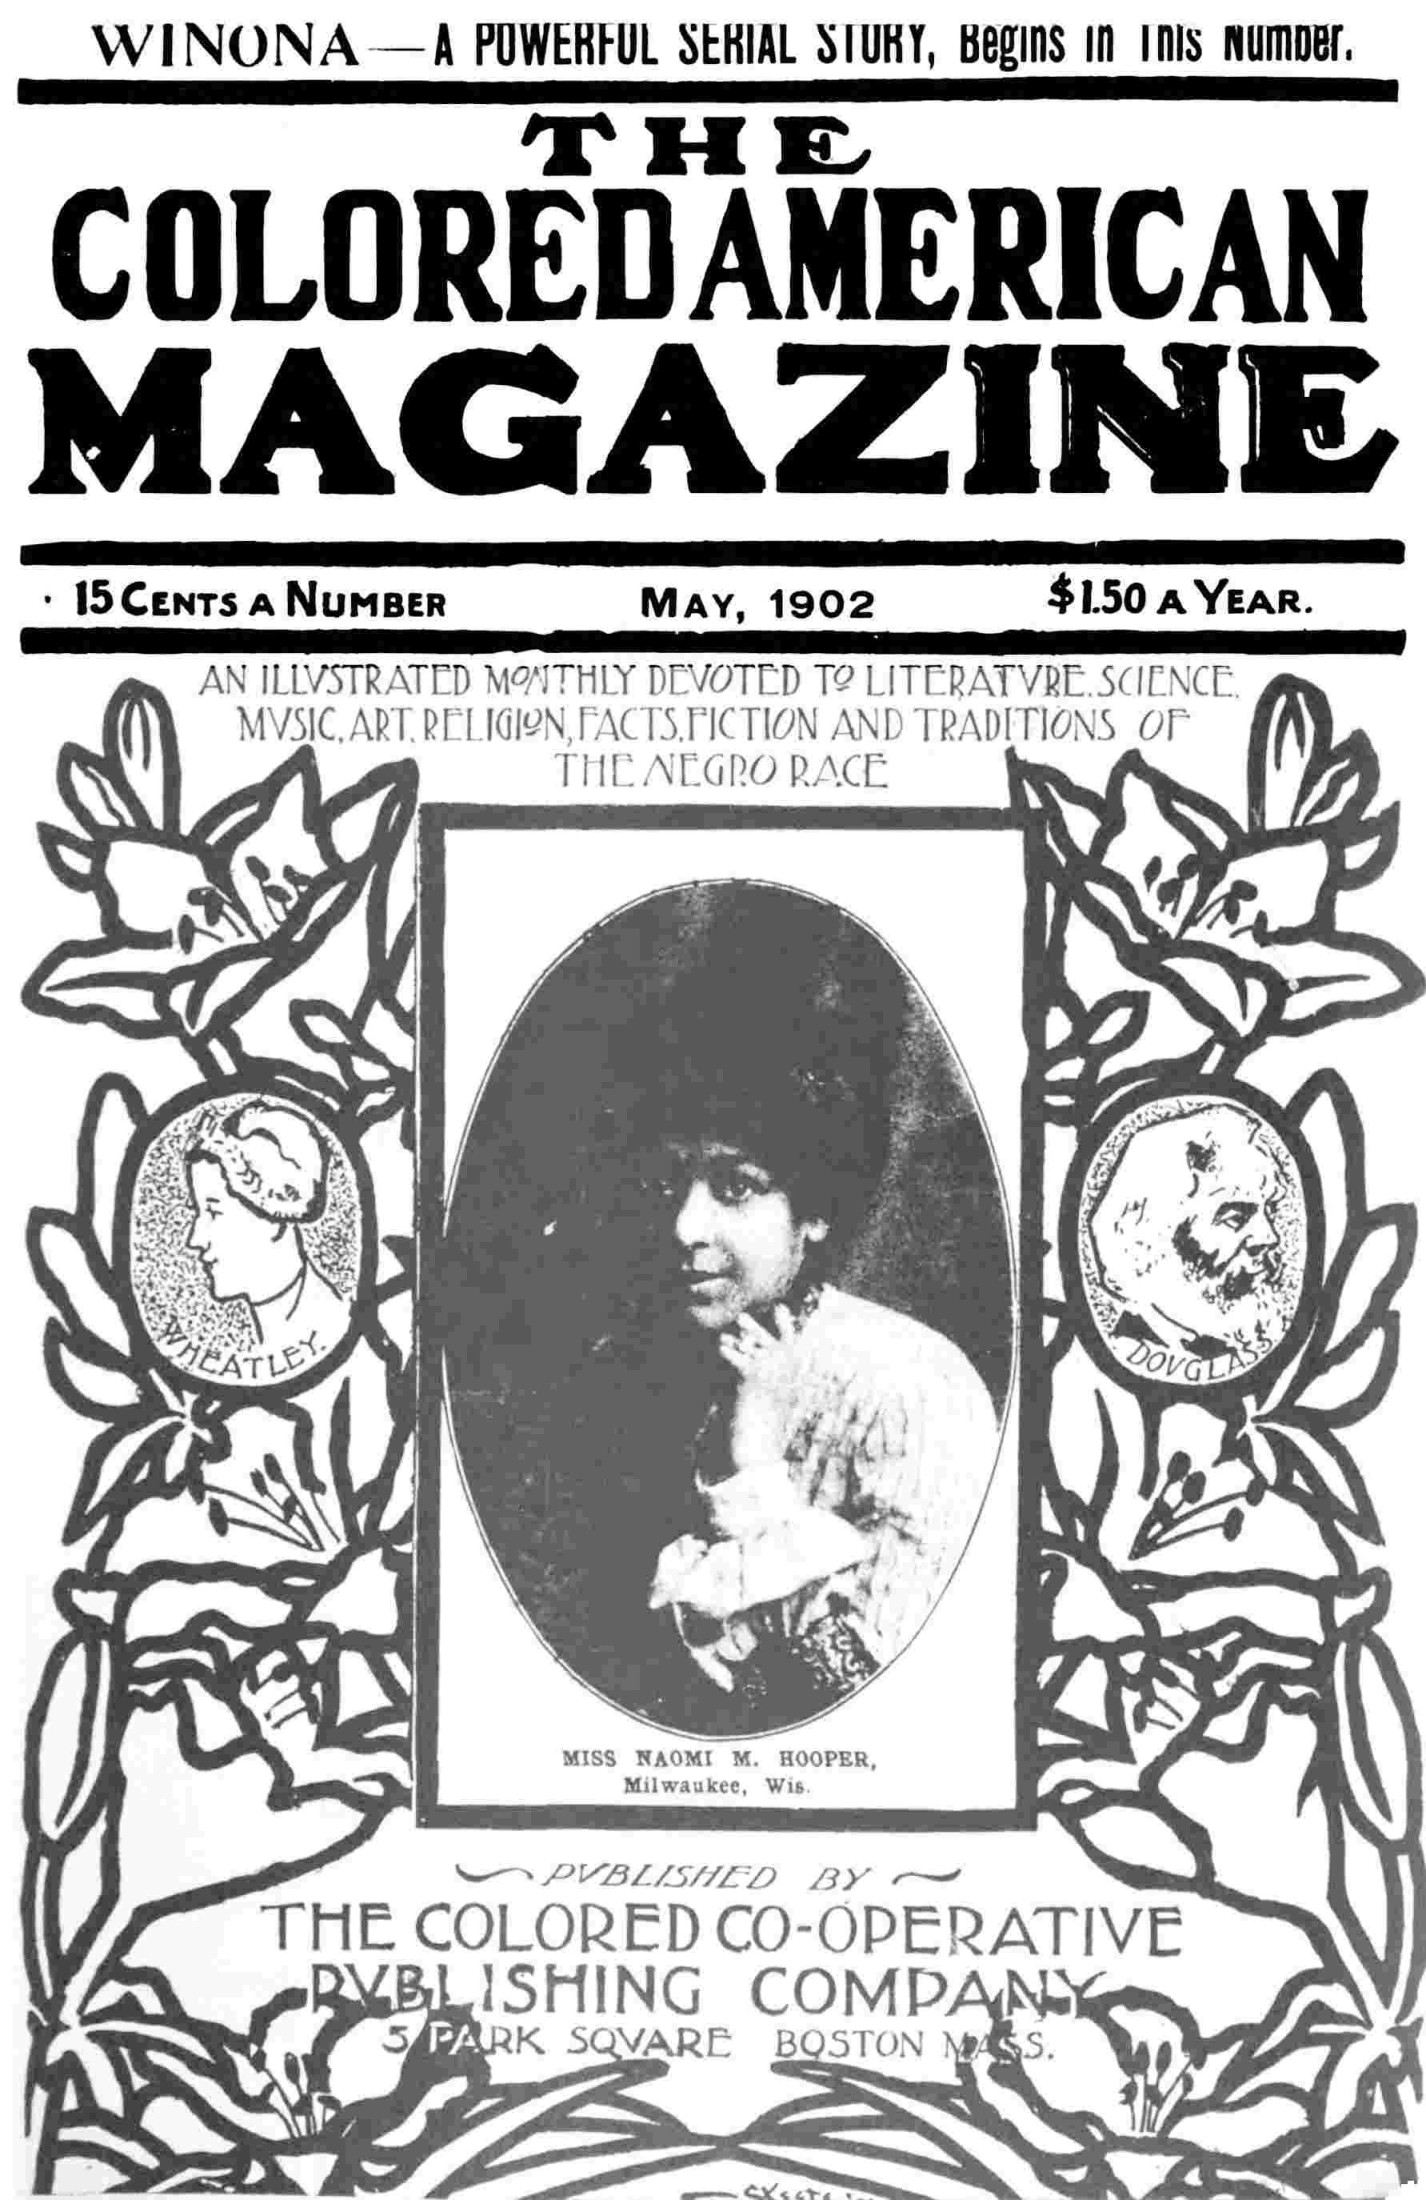 WINONA — A POWERFUL SERIAL STORY, Begins in This Number.
THE
COLORED AMERICAN
MAGAZINE
15 CENTS A NUMBER MAY, 1902 $1.50 A YEAR.
AN ILLVSTRATED MONTHLY DEVOTED TO LITERATVRE. SCIENCE,
MVSIC, ART, RELIGION, FACTS, FICTION AND TRADITIONS OF
THE NEGRO RACE
WHEATLEY.
DOVGLASS
MISS NAOMI M. HOOPER,
Milwaukee, Wis.
PVBLISHED BY
THE COLORED CO-OPERATIVE
PVBLISHING COMPANY
5 PARK SQVARE BOSTON MASS.